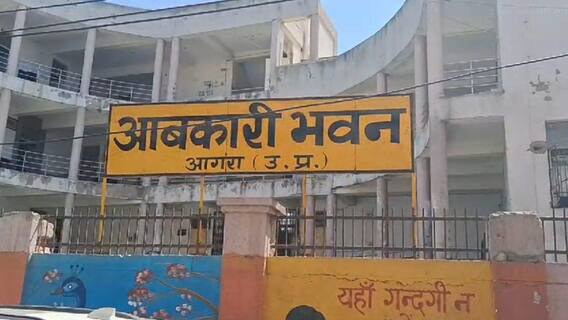 आबकारी भवन
आगरा (उ.प्र.)
यहाँ गन्दगी न